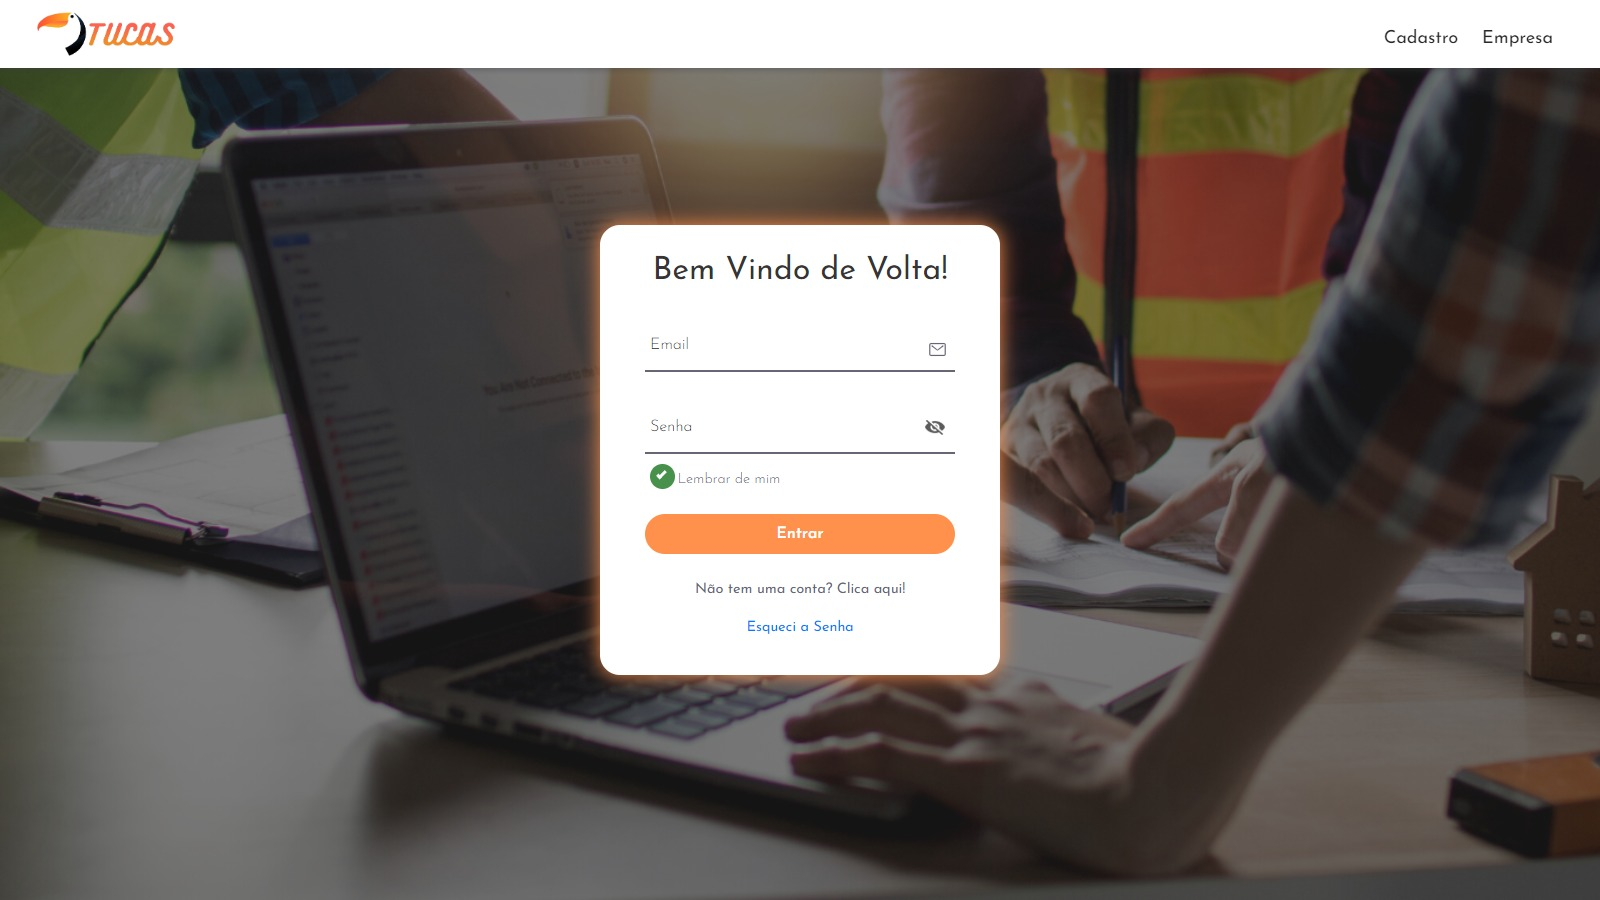 TUCAS
Cadastro Empresa
Bem Vindo de Volta!
Email
Senha
Lembrar de mim
Entrar
Não tem uma conta? Clica aqui!
Esqueci a Senha